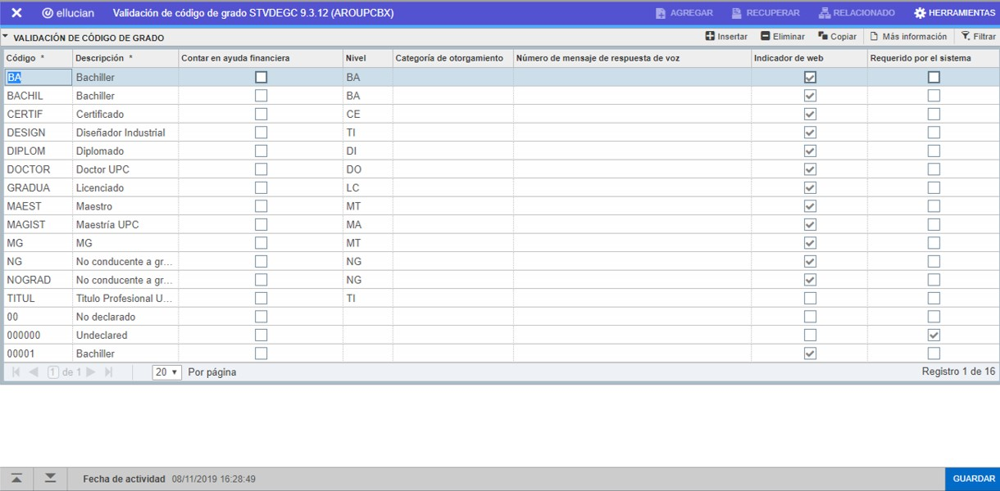 ellucian Validación de código de grado STVDEGC 9.3.12 (AROUPCBX) AGREGAR RECUPERAR RELACIONADO HERRAMIENTAS
VALIDACIÓN DE CÓDIGO DE GRADO Insertar Eliminar Copiar Más información Filtrar
Código * Descripción * Contar en ayuda financiera Nivel Categoría de otorgamiento Número de mensaje de respuesta de voz Indicador de web Requerido por el sistema
BA Bachiller BA
BACHIL Bachiller BA
CERTIF Certificado CE
DESIGN Diseñador Industrial TI
DIPLOM Diplomado DI
DOCTOR Doctor UPC DO
GRADUA Licenciado LC
MAEST Maestro MT
MAGIST Maestría UPC MA
MG MG MT
NG No conducente a gr... NG
NOGRAD No conducente a gr... NG
TITUL Titulo Profesional U... TI
00 No declarado
000000 Undeclared
00001 Bachiller
1 de 1 20 Por página Registro 1 de 16
Fecha de actividad 08/11/2019 16:28:49 GUARDAR